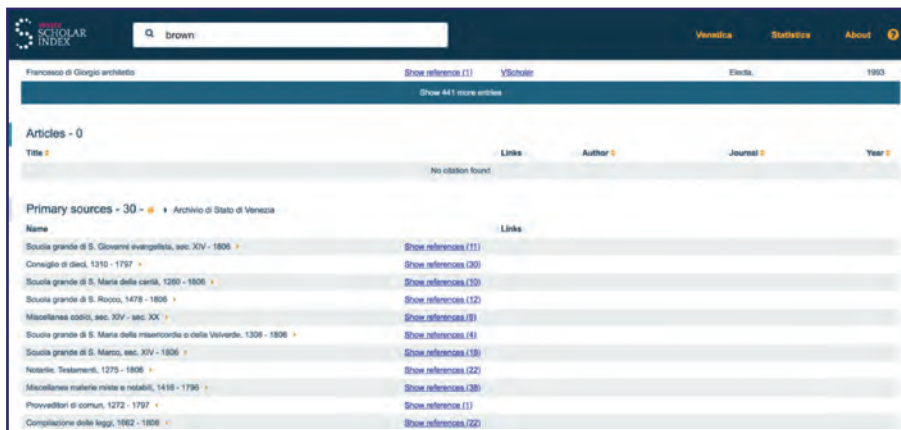 VENICE
SCHOLAR
INDEX
brown
Venetica Statistics About ?
Francesco di Giorgio architetto Show reference (1) VScholar Electa, 1993
Show 441 more entries
Articles - 0
Title Links Author Journal Year
No citation found
Primary sources - 30 - Archivio di Stato di Venezia
Name Links
Scuola grande di S. Giovanni evangelista, sec. XIV - 1806 Show references (11)
Consiglio di dieci, 1310 - 1797 Show references (30)
Scuola grande di S. Maria della carità, 1260 - 1806 Show references (10)
Scuola grande di S. Rocco, 1478 - 1806 Show references (12)
Miscellanea codici, sec. XIV - sec. XX Show references (5)
Scuola grande di S. Maria della misericordia o della Valverde, 1308 - 1806 Show references (4)
Scuola grande di S. Marco, sec. XIV - 1806 Show references (18)
Notarile. Testamenti, 1275 - 1808 Show references (22)
Miscellanea materie miste e notabili, 1416 - 1796 Show references (38)
Provveditori di comun, 1272 - 1797 Show reference (1)
Compilazione delle leggi, 1662 - 1808 Show references (22)